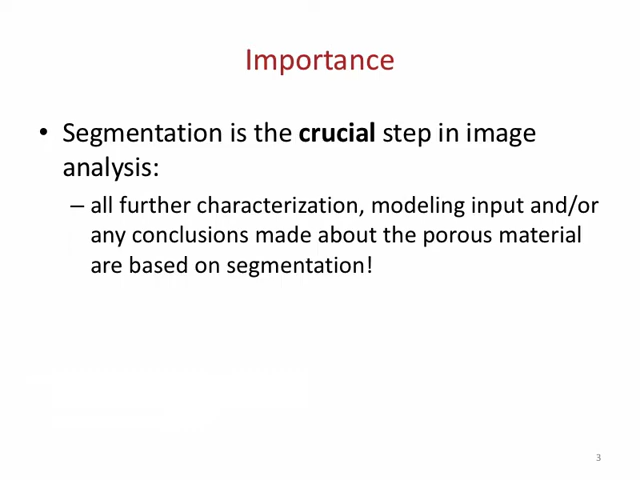 Importance
• Segmentation is the crucial step in image
analysis:
– all further characterization, modeling input and/or
any conclusions made about the porous material
are based on segmentation!
3